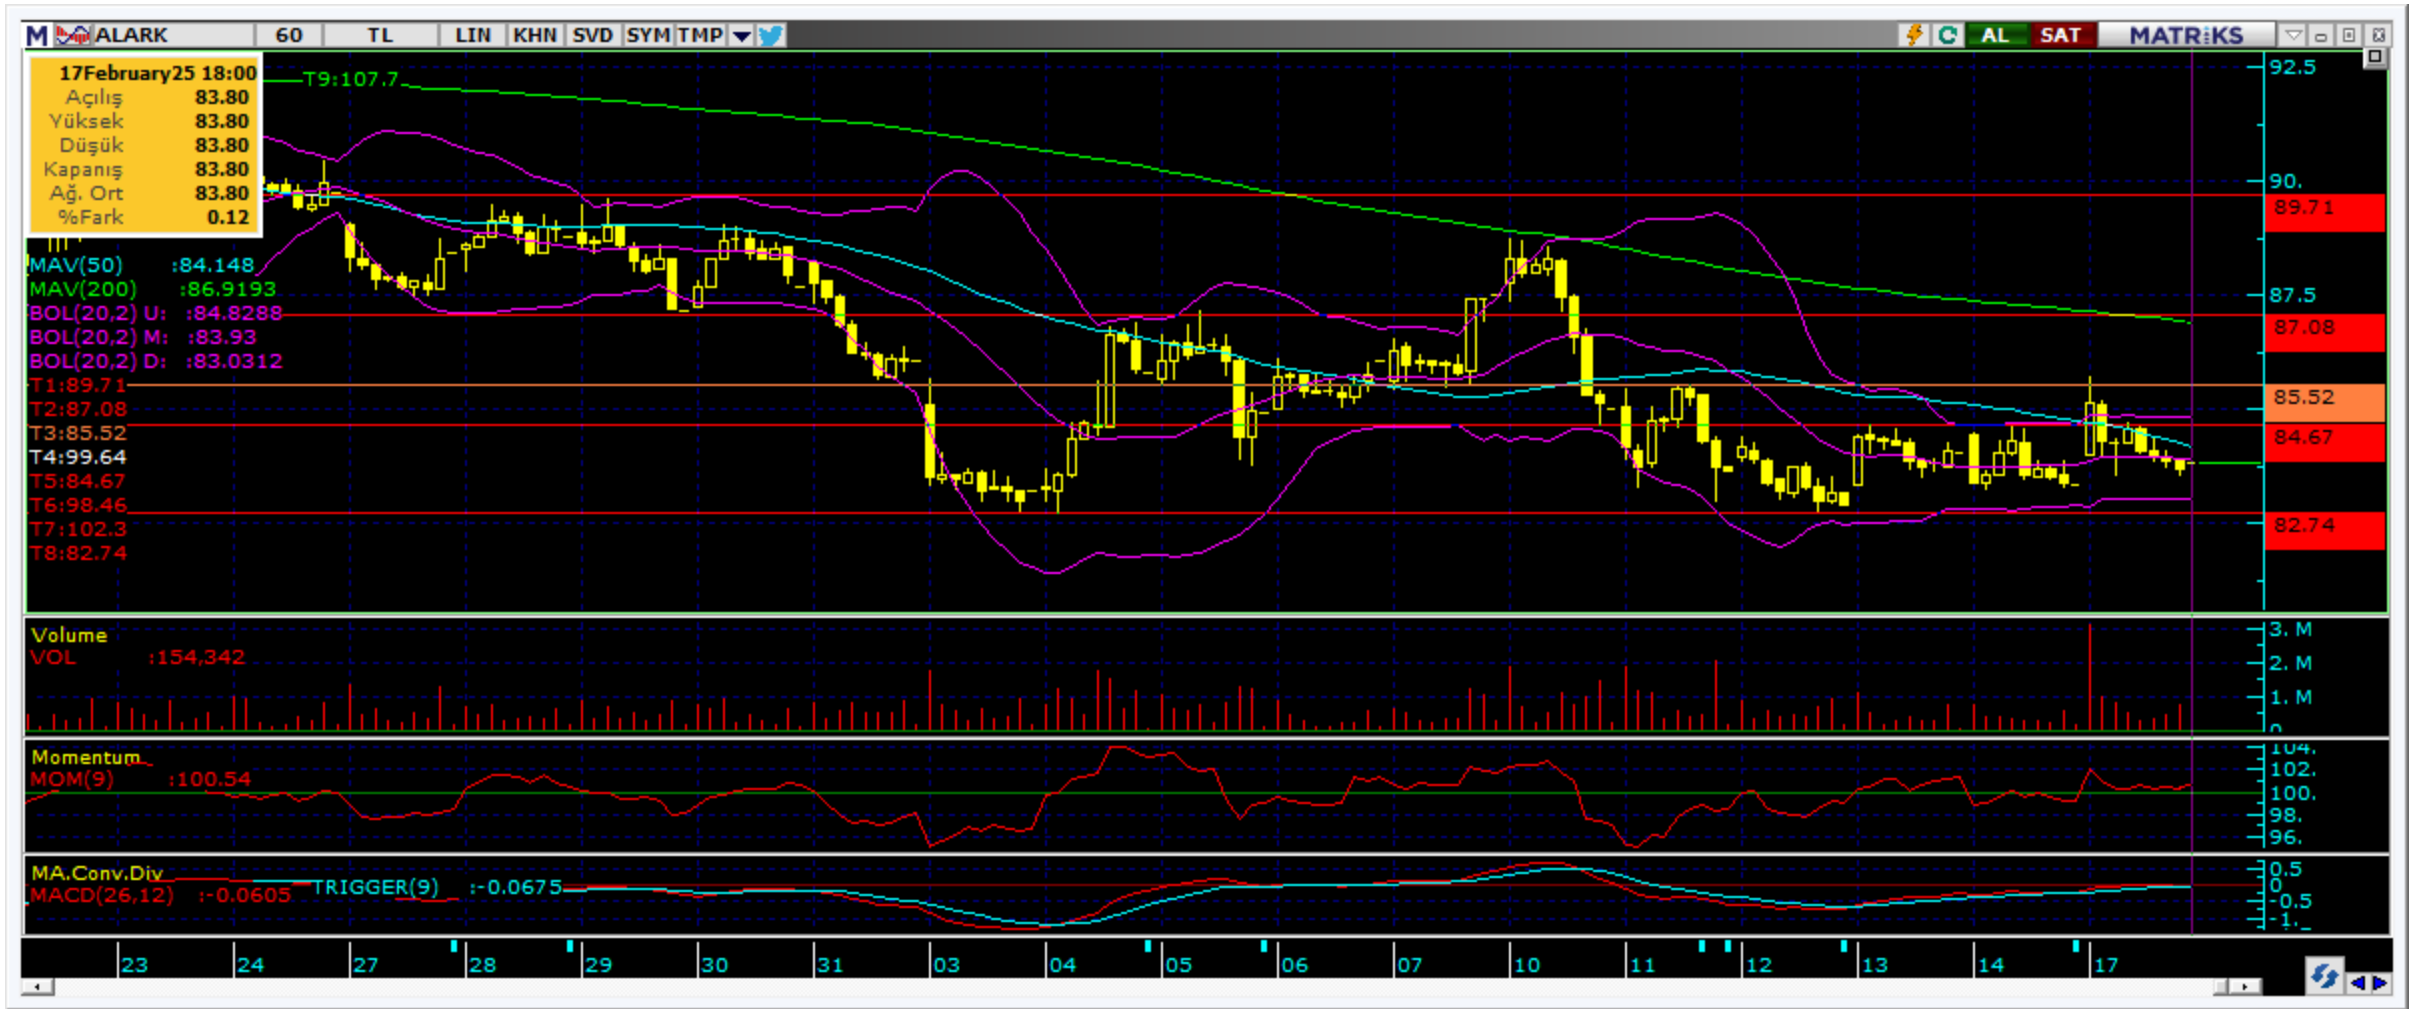 M ALARK 60 TL LIN KHN SVD SYM TMP AL SAT MATRiKS
17February25 18:00
Açılış 83.80
Yüksek 83.80
Düşük 83.80
Kapanış 83.80
Ağ. Ort 83.80
%Fark 0.12
T9:107.7
MAV(50) :84.148
MAV(200) :86.9193
BOL(20,2) U: :84.8288
BOL(20,2) M: :83.93
BOL(20,2) D: :83.0312
T1:89.71
T2:87.08
T3:85.52
T4:99.64
T5:84.67
T6:98.46
T7:102.3
T8:82.74
92.5
90.
89.71
87.5
87.08
85.52
84.67
82.74
Volume
VOL :154,342
3. M
2. M
1. M
0
Momentum
MOM(9) :100.54
104.
102.
100.
98.
96.
MA.Conv.Div
MACD(26,12) :-0.0605 TRIGGER(9) :-0.0675
0.5
0
-0.5
-1.
23 24 27 28 29 30 31 03 04 05 06 07 10 11 12 13 14 17